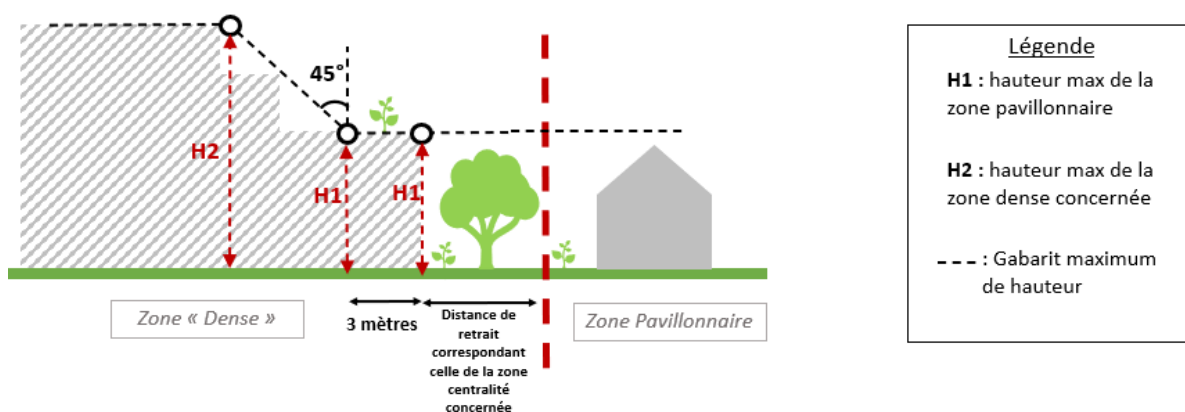 45°
H2
H1
H1
Zone « Dense »
3 mètres
Distance de
retrait
correspondant
celle de la zone
centralité
concernée
Zone Pavillonnaire
Légende
H1 : hauteur max de la
zone pavillonnaire
H2 : hauteur max de la
zone dense concernée
: Gabarit maximum
de hauteur